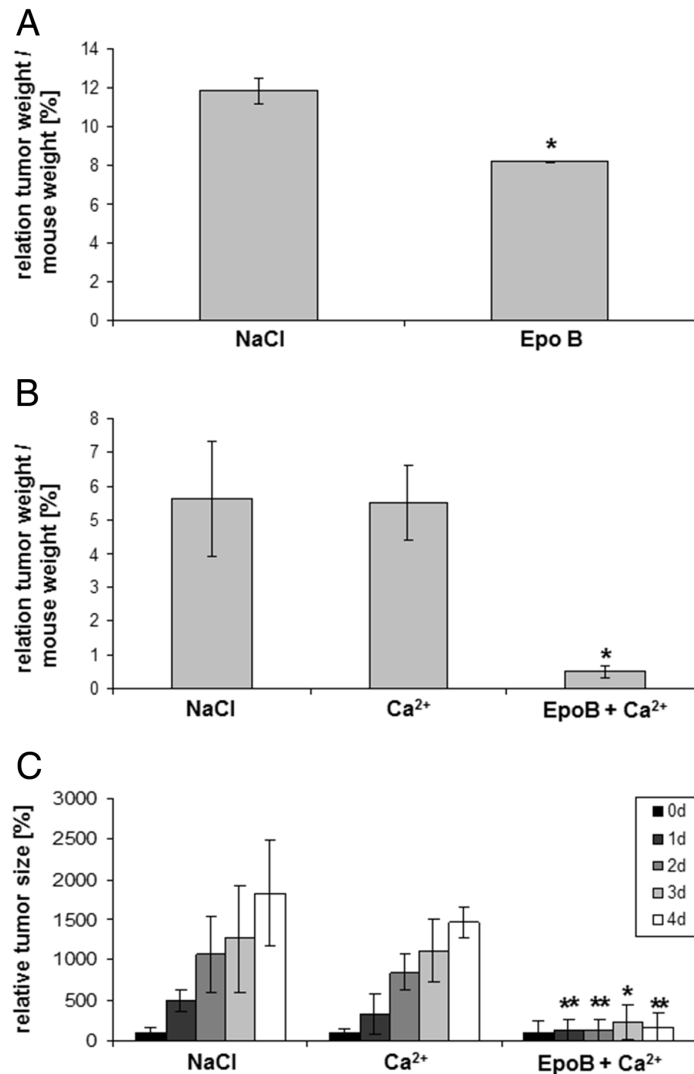 A
relation tumor weight /
mouse weight [%]
14
12
10
8
6
4
2
0
*
NaCl
Epo B
B
relation tumor weight /
mouse weight [%]
8
7
6
5
4
3
2
1
0
*
NaCl
Ca²⁺
EpoB + Ca²⁺
C
relative tumor size [%]
3000
2500
2000
1500
1000
500
0
0d
1d
2d
3d
4d
** ** * **
NaCl
Ca²⁺
EpoB + Ca²⁺